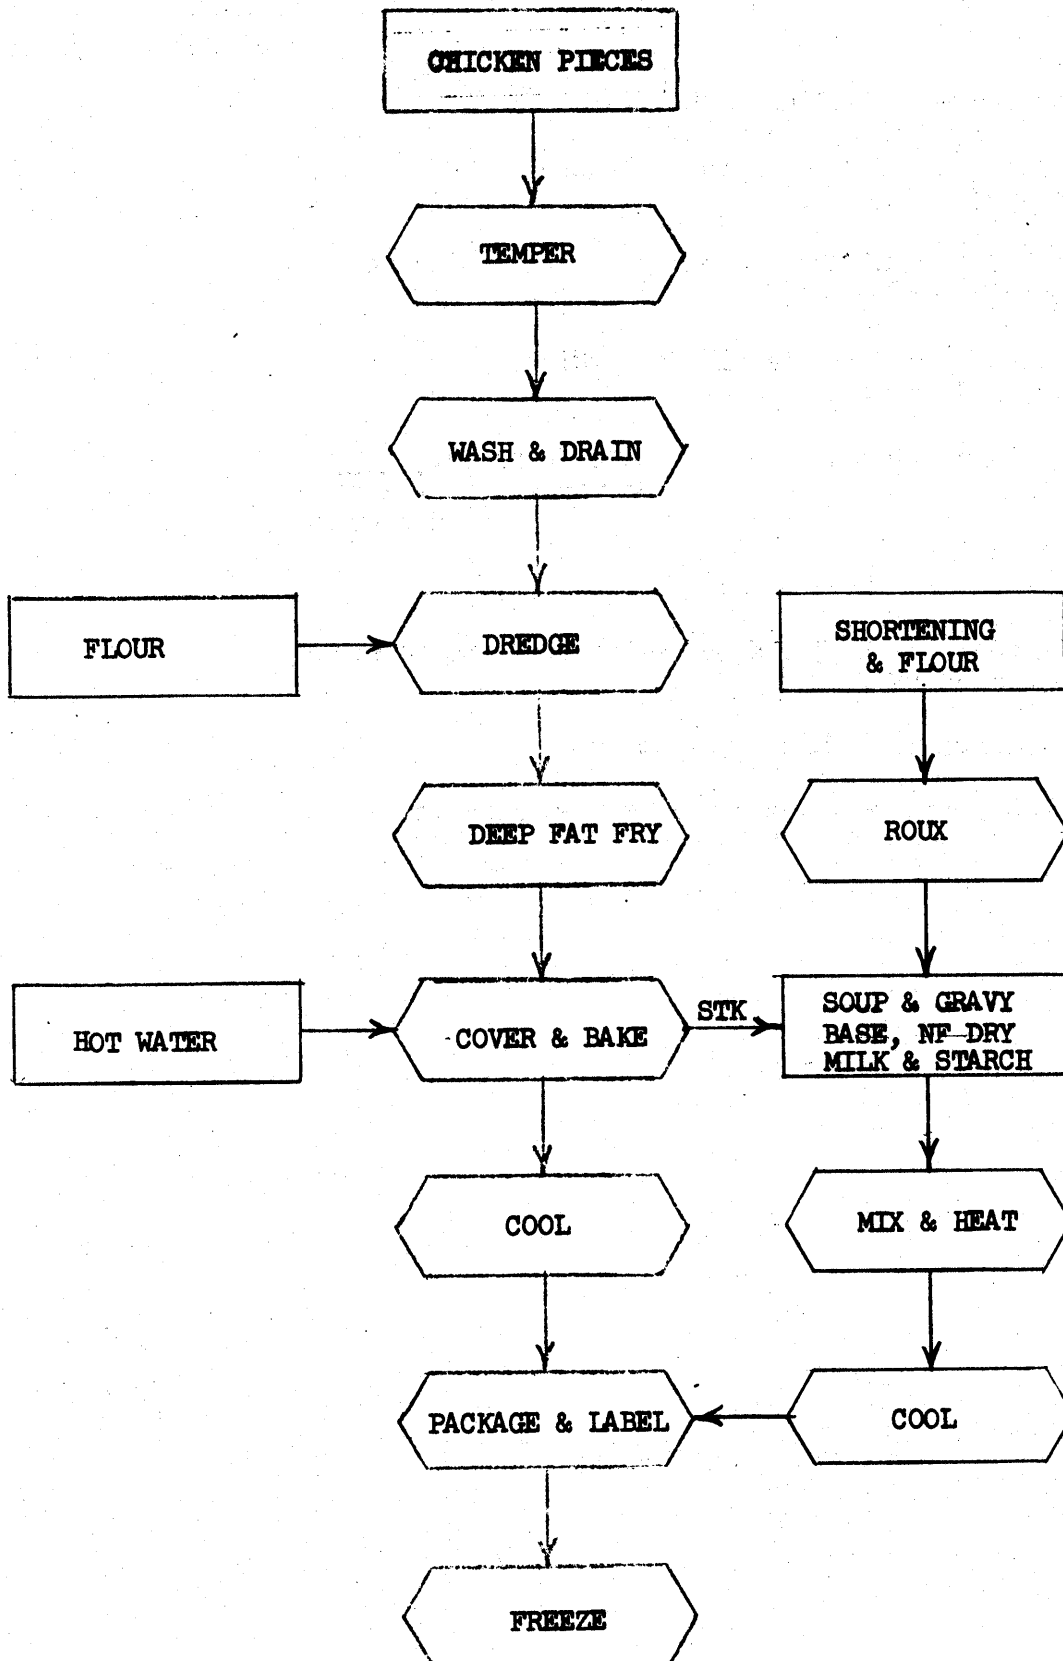 CHICKEN PIECES
TEMPER
WASH & DRAIN
FLOUR
DREDGE
SHORTENING
& FLOUR
DEEP FAT FRY
ROUX
HOT WATER
COVER & BAKE
STK
SOUP & GRAVY
BASE, NF DRY
MILK & STARCH
COOL
MIX & HEAT
PACKAGE & LABEL
COOL
FREEZE